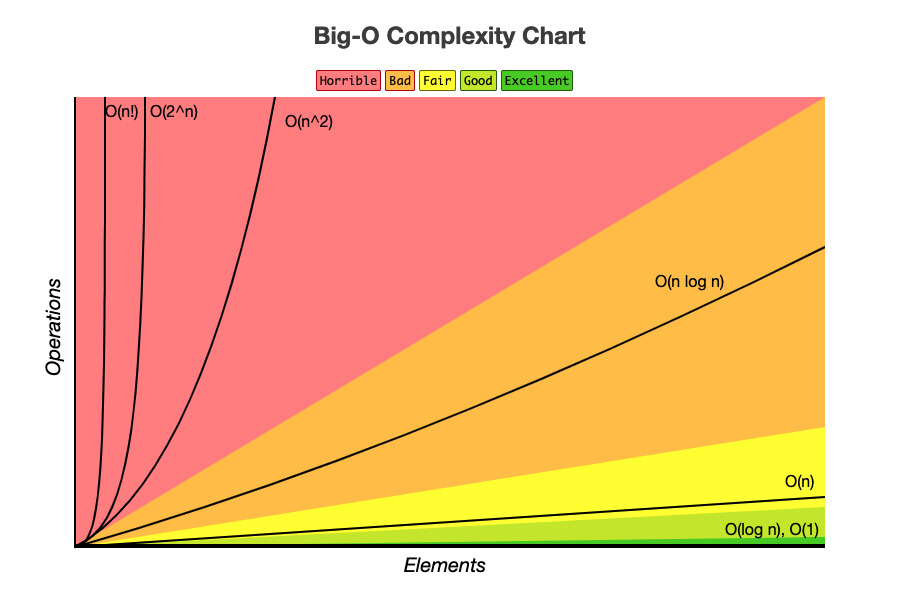 Big-O Complexity Chart
Horrible Bad Fair Good Excellent
O(n!) O(2^n)
O(n^2)
O(n log n)
Operations
O(n)
O(log n), O(1)
Elements